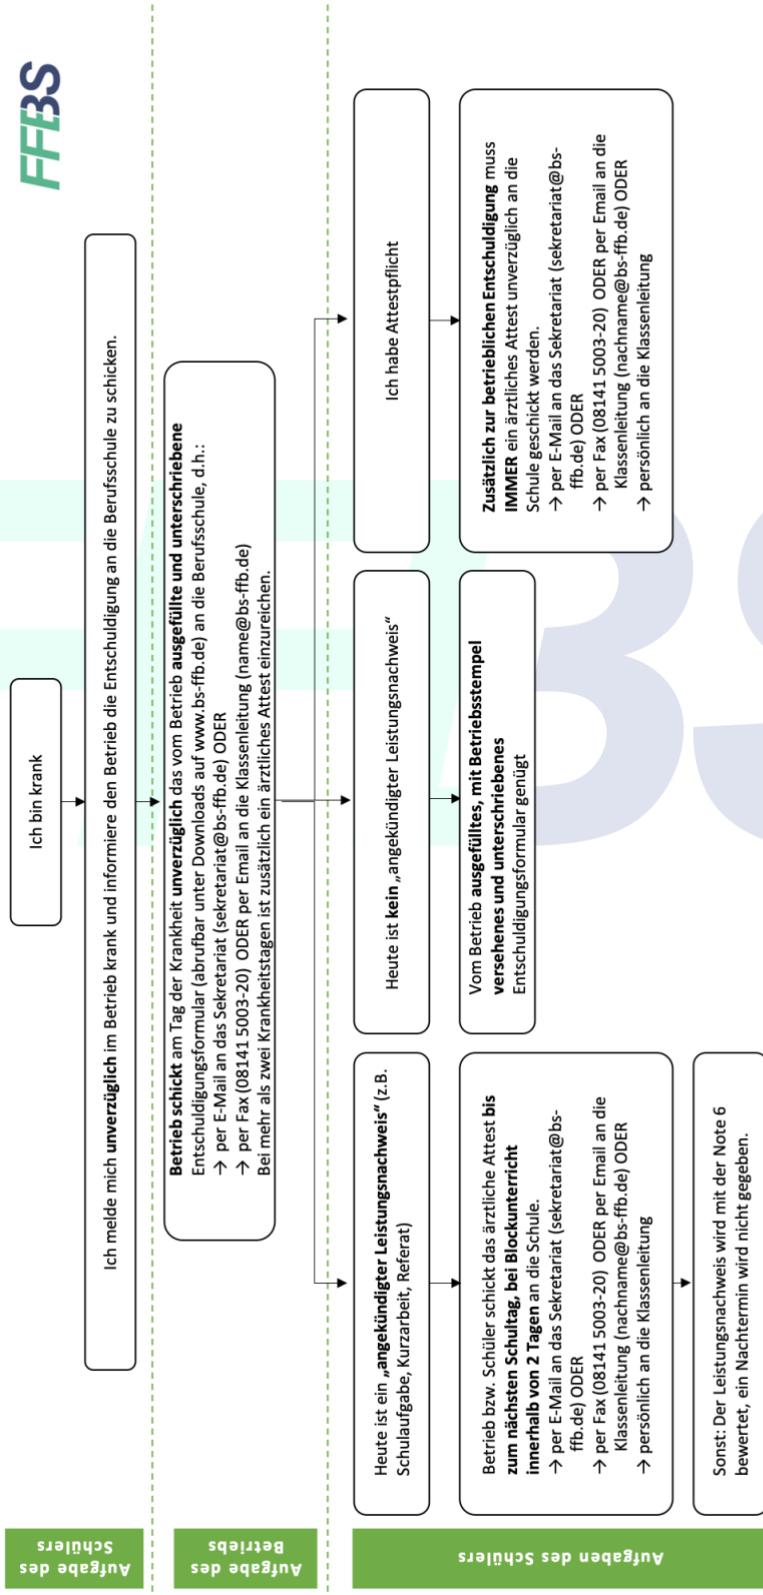 FFBS
Aufgabe des
Schülers
Ich bin krank
Ich melde mich unverzüglich im Betrieb krank und informiere den Betrieb die Entschuldigung an die Berufsschule zu schicken.
Aufgabe des
Betriebs
Betrieb schickt am Tag der Krankheit unverzüglich das vom Betrieb ausgefüllte und unterschriebene
Entschuldigungsformular (abrufbar unter Downloads auf www.bs-ffb.de) an die Berufsschule, d.h.:
→ per E-Mail an das Sekretariat (sekretariat@bs-ffb.de) ODER
→ per Fax (08141 5003-20) ODER per Email an die Klassenleitung (name@bs-ffb.de)
Bei mehr als zwei Krankheitstagen ist zusätzlich ein ärztliches Attest einzureichen.
Aufgaben des Schülers
Heute ist ein „angekündigter Leistungsnachweis“ (z.B.
Schulaufgabe, Kurzarbeit, Referat)
Betrieb bzw. Schüler schickt das ärztliche Attest bis
zum nächsten Schultag, bei Blockunterricht
innerhalb von 2 Tagen an die Schule.
→ per E-Mail an das Sekretariat (sekretariat@bs-
ffb.de) ODER
→ per Fax (08141 5003-20) ODER per Email an die
Klassenleitung (nachname@bs-ffb.de) ODER
→ persönlich an die Klassenleitung
Sonst: Der Leistungsnachweis wird mit der Note 6
bewertet, ein Nachtermin wird nicht gegeben.
Heute ist kein „angekündigter Leistungsnachweis“
Vom Betrieb ausgefülltes, mit Betriebsstempel
versehenes und unterschriebenes
Entschuldigungsformular genügt
Ich habe Attestpflicht
Zusätzlich zur betrieblichen Entschuldigung muss
IMMER ein ärztliches Attest unverzüglich an die
Schule geschickt werden.
→ per E-Mail an das Sekretariat (sekretariat@bs-
ffb.de) ODER
→ per Fax (08141 5003-20) ODER per Email an die
Klassenleitung (nachname@bs-ffb.de) ODER
→ persönlich an die Klassenleitung